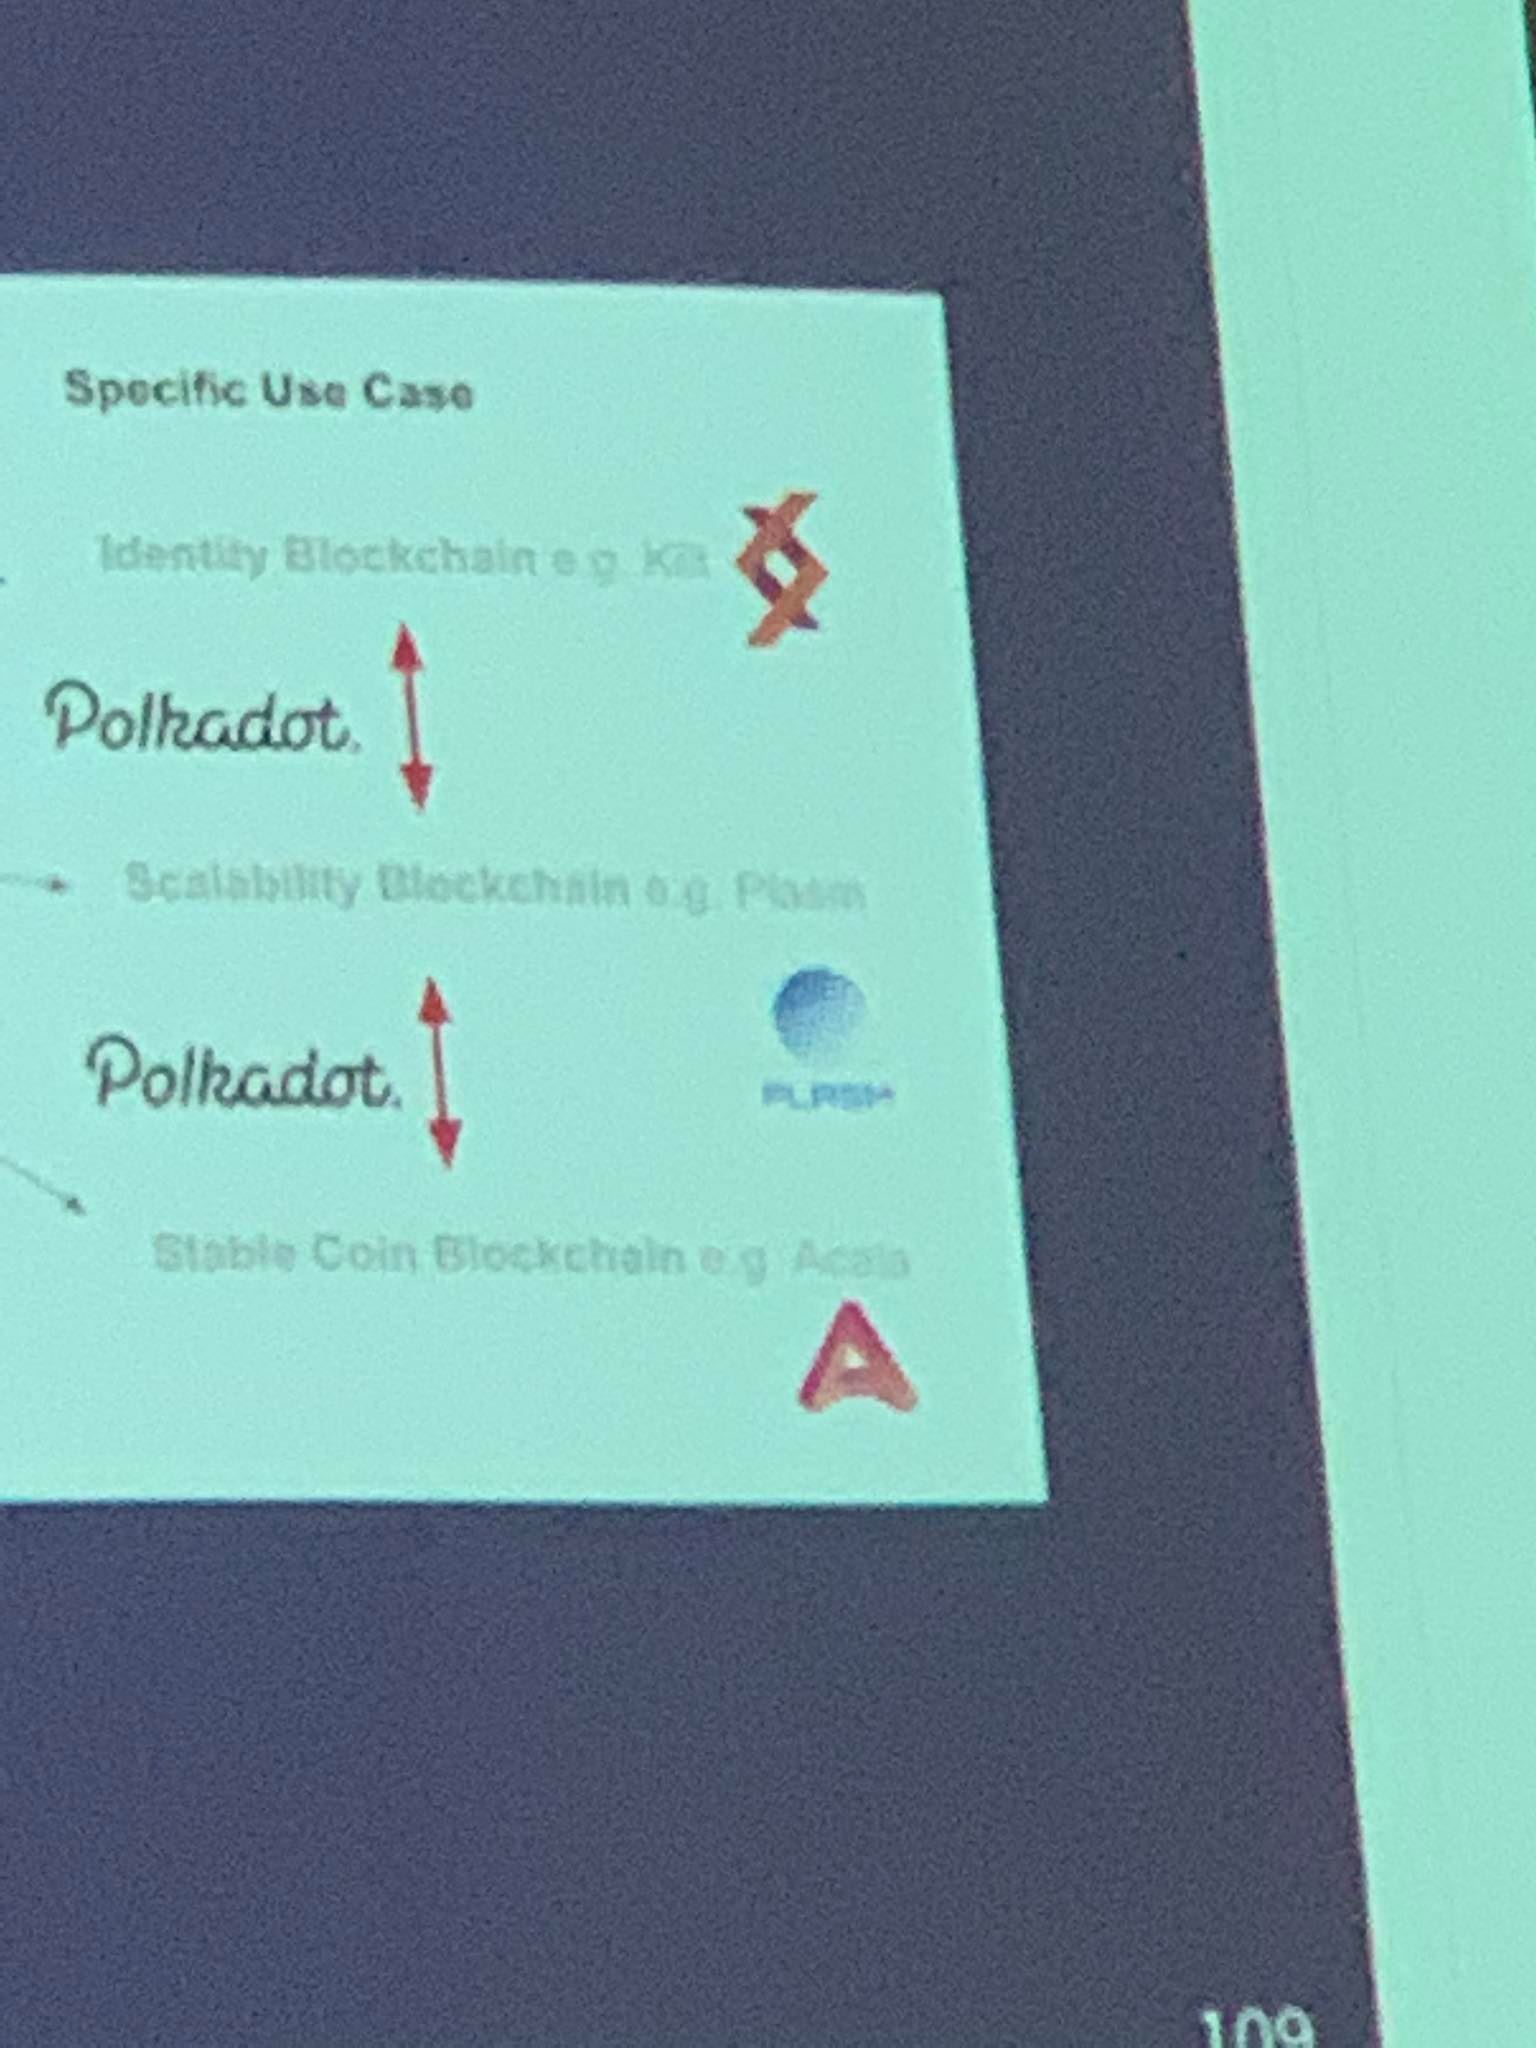 Specific Use Case
Identity Blockchain e.g. Kilt
Polkadot.
Scalability Blockchain e.g. Plasm
Polkadot.
PLASM
Stable Coin Blockchain e.g. Acala
109